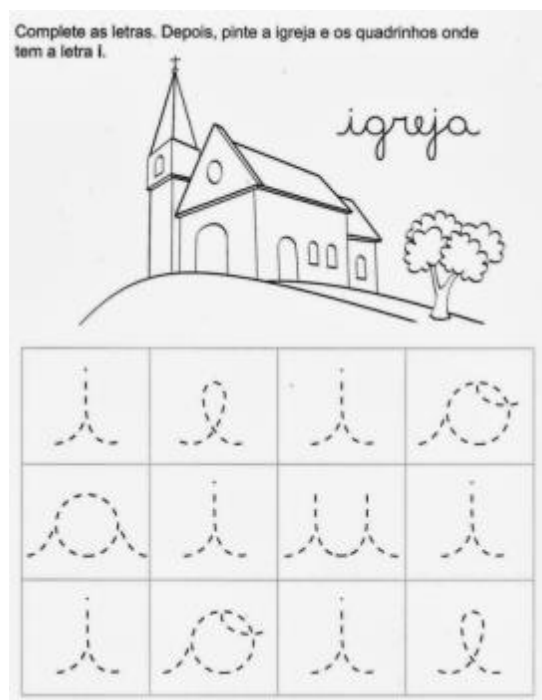 Complete as letras. Depois, pinte a igreja e os quadrinhos onde
tem a letra I.
igreja
i e i o
a i u i
i o i e